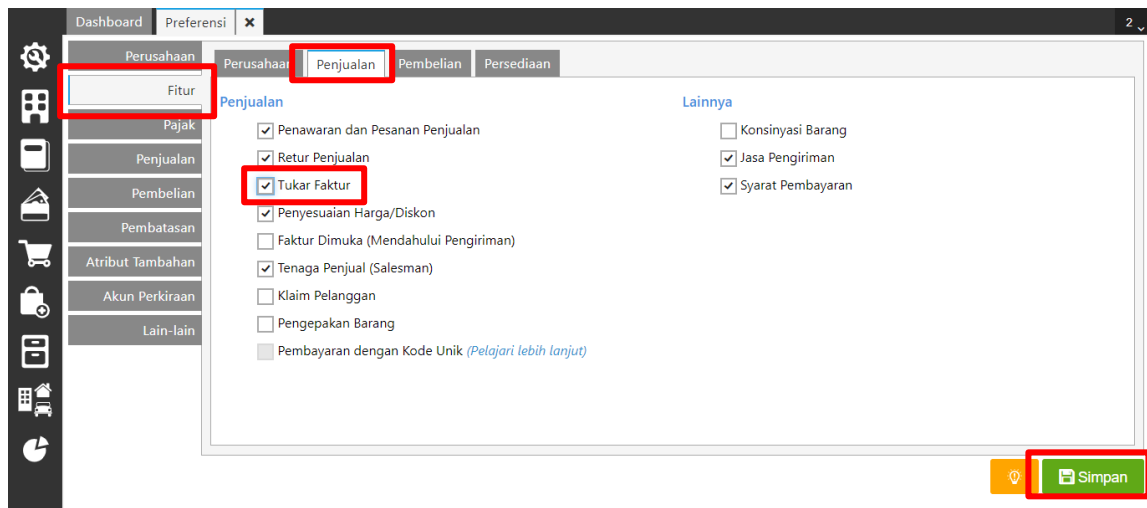 Dashboard
Preferensi
2
Perusahaan
Fitur
Pajak
Penjualan
Pembelian
Pembatasan
Atribut Tambahan
Akun Perkiraan
Lain-lain
Perusahaan
Penjualan
Pembelian
Persediaan
Penjualan
Penawaran dan Pesanan Penjualan
Retur Penjualan
Tukar Faktur
Penyesuaian Harga/Diskon
Faktur Dimuka (Mendahului Pengiriman)
Tenaga Penjual (Salesman)
Klaim Pelanggan
Pengepakan Barang
Pembayaran dengan Kode Unik (Pelajari lebih lanjut)
Lainnya
Konsinyasi Barang
Jasa Pengiriman
Syarat Pembayaran
Simpan